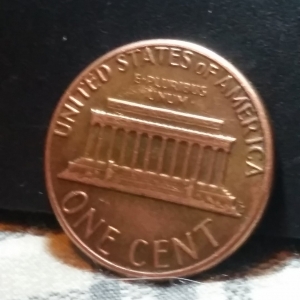 UNITED STATES OF AMERICA
E·PLURIBUS
UNUM
ONE CENT